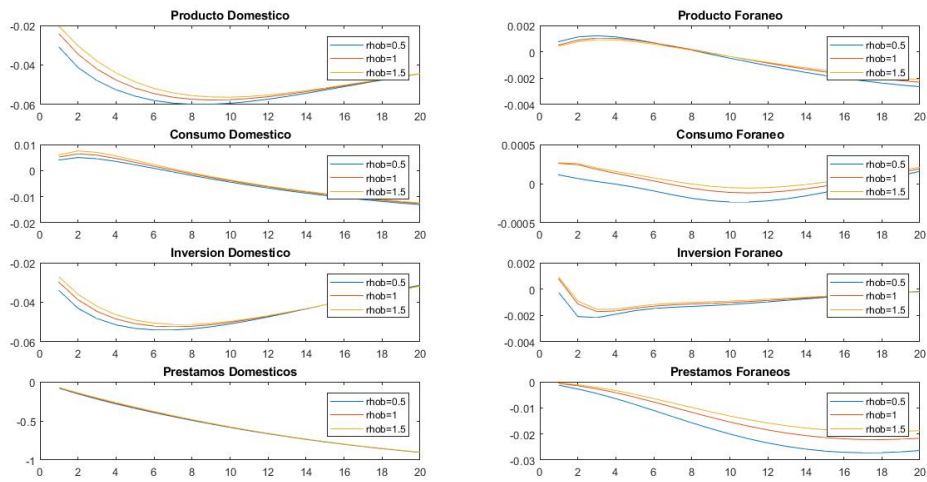 Producto Domestico
-0.02
-0.04
-0.06
rhob=0.5
rhob=1
rhob=1.5
0 2 4 6 8 10 12 14 16 18 20
Producto Foraneo
0.002
0
-0.002
-0.004
rhob=0.5
rhob=1
rhob=1.5
0 2 4 6 8 10 12 14 16 18 20
Consumo Domestico
0.01
-0.01
-0.02
rhob=0.5
rhob=1
rhob=1.5
0 2 4 6 8 10 12 14 16 18 20
Consumo Foraneo
0.0005
0
-0.0005
rhob=0.5
rhob=1
rhob=1.5
0 2 4 6 8 10 12 14 16 18 20
Inversion Domestico
-0.02
-0.04
-0.06
rhob=0.5
rhob=1
rhob=1.5
0 2 4 6 8 10 12 14 16 18 20
Inversion Foraneo
0.002
0
-0.002
-0.004
rhob=0.5
rhob=1
rhob=1.5
0 2 4 6 8 10 12 14 16 18 20
Prestamos Domesticos
0
-0.5
-1
rhob=0.5
rhob=1
rhob=1.5
0 2 4 6 8 10 12 14 16 18 20
Prestamos Foraneos
0
-0.01
-0.02
-0.03
rhob=0.5
rhob=1
rhob=1.5
0 2 4 6 8 10 12 14 16 18 20